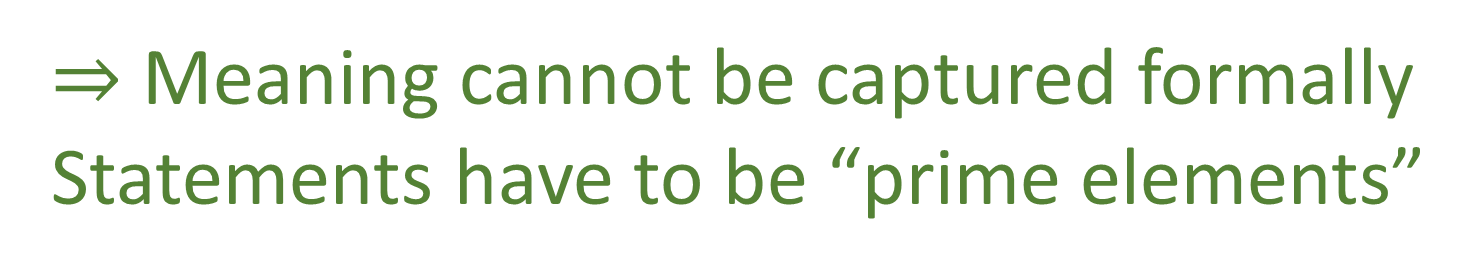 ⇒ Meaning cannot be captured formally
Statements have to be “prime elements”